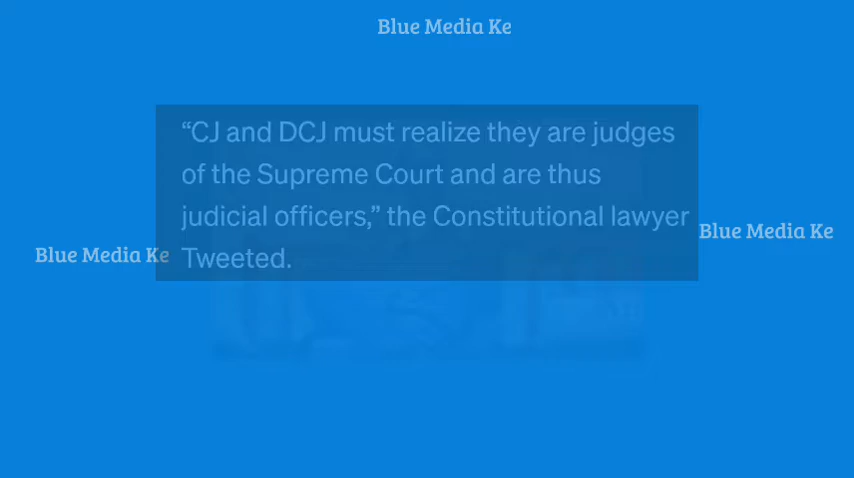 Blue Media Ke
“CJ and DCJ must realize they are judges
of the Supreme Court and are thus
judicial officers,” the Constitutional lawyer
Tweeted.
Blue Media Ke
Blue Media Ke